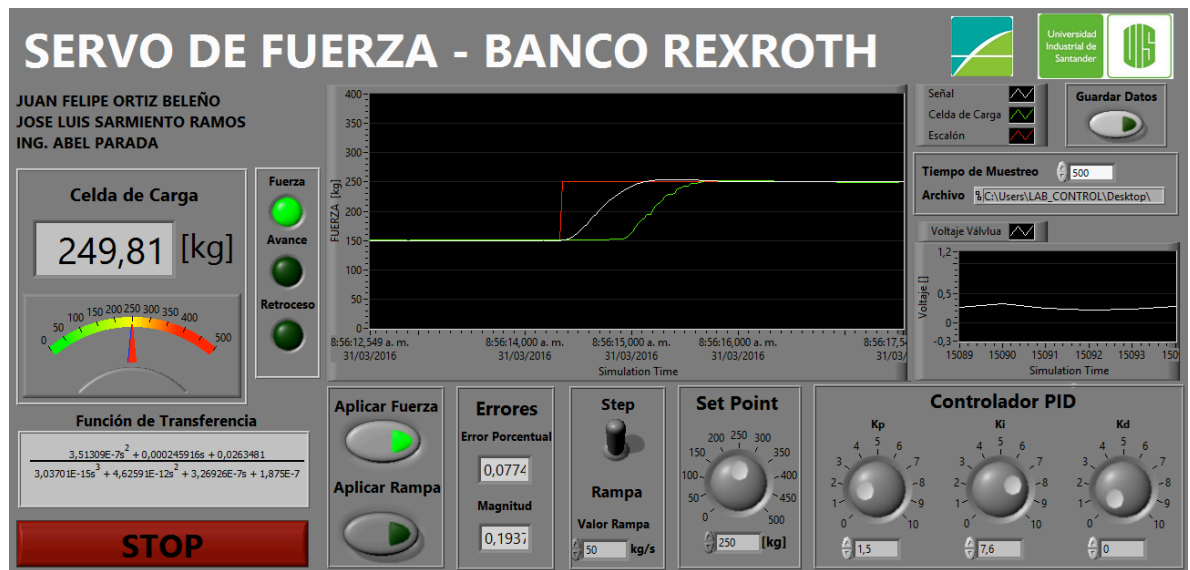 SERVO DE FUERZA - BANCO REXROTH
Universidad
Industrial de
Santander
UIS
JUAN FELIPE ORTIZ BELEÑO
JOSE LUIS SARMIENTO RAMOS
ING. ABEL PARADA
Celda de Carga
249,81 [kg]
0 50 100 150 200 250 300 350 400 500
Fuerza
Avance
Retroceso
FUERZA [kg]
400
350
300
250
200
150
100
50
0
8:56:12,549 a. m. 8:56:14,000 a. m. 8:56:15,000 a. m. 8:56:16,000 a. m. 8:56:17,54
31/03/2016 31/03/2016 31/03/2016 31/03/2016 31/03/
Simulation Time
Señal
Celda de Carga
Escalón
Guardar Datos
Tiempo de Muestreo 500
Archivo C:\Users\LAB_CONTROL\Desktop\
Voltaje Válvlua
Voltaje []
1,2
0,5
0
-0,3
15089 15090 15091 15092 15093 1509
Simulation Time
Función de Transferencia
3,51309E-7s2 + 0,000245916s + 0,0263481
3,03701E-15s3 + 4,62591E-12s2 + 3,26926E-7s + 1,875E-7
STOP
Aplicar Fuerza
Aplicar Rampa
Errores
Error Porcentual
0,0774
Magnitud
0,1937
Step
Rampa
Valor Rampa
50 kg/s
Set Point
0 50 100 150 200 250 300 400 450 500
250 [kg]
Controlador PID
Kp
0 1 2 3 4 5 6 7 8 9 10
1,5
Ki
0 1 2 3 4 5 6 7 8 9 10
7,6
Kd
0 1 2 3 4 5 6 7 8 9 10
0